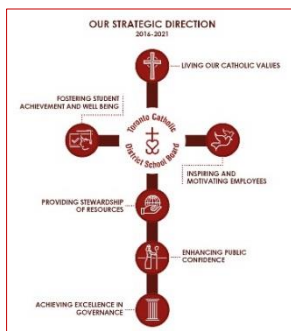 OUR STRATEGIC DIRECTION
2016-2021
LIVING OUR CATHOLIC VALUES
FOSTERING STUDENT
ACHIEVEMENT AND WELL BEING
Toronto Catholic
District School Board
INSPIRING AND
MOTIVATING EMPLOYEES
PROVIDING STEWARDSHIP
OF RESOURCES
ENHANCING PUBLIC
CONFIDENCE
ACHIEVING EXCELLENCE IN
GOVERNANCE